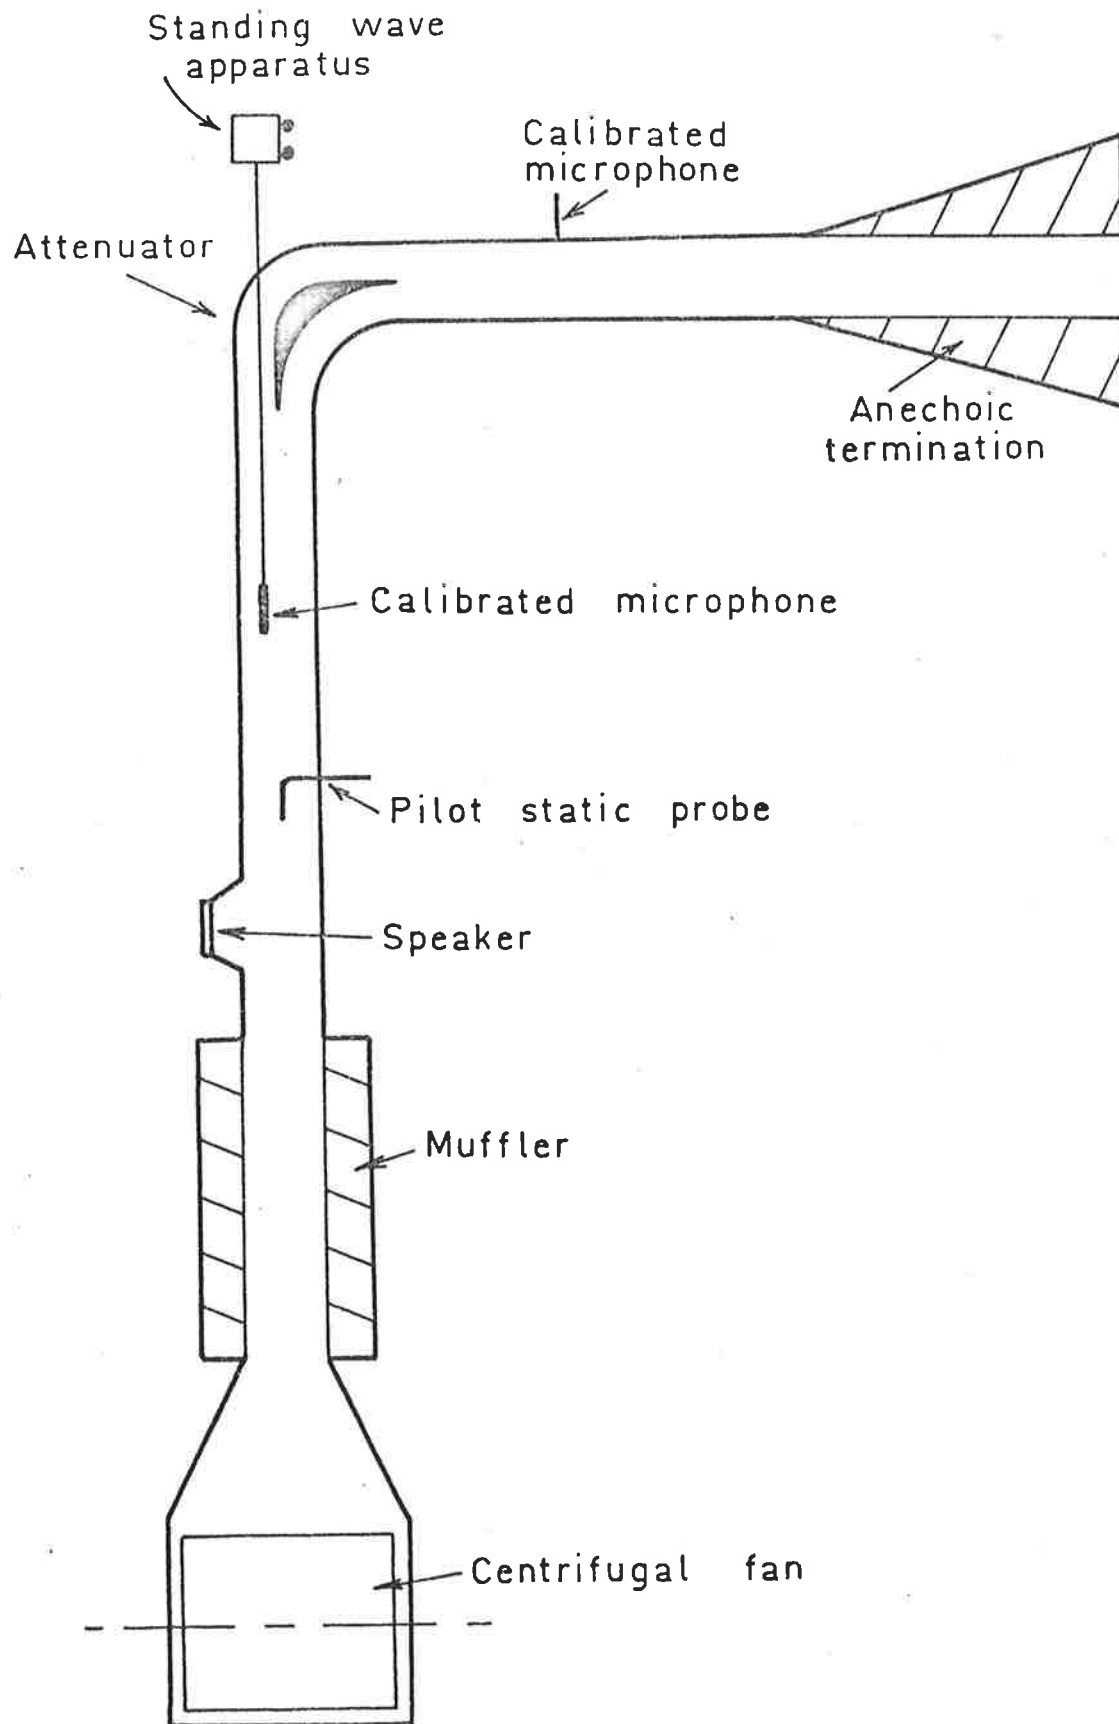 Standing wave
apparatus
Calibrated
microphone
Attenuator
Anechoic
termination
Calibrated microphone
Pilot static probe
Speaker
Muffler
Centrifugal fan